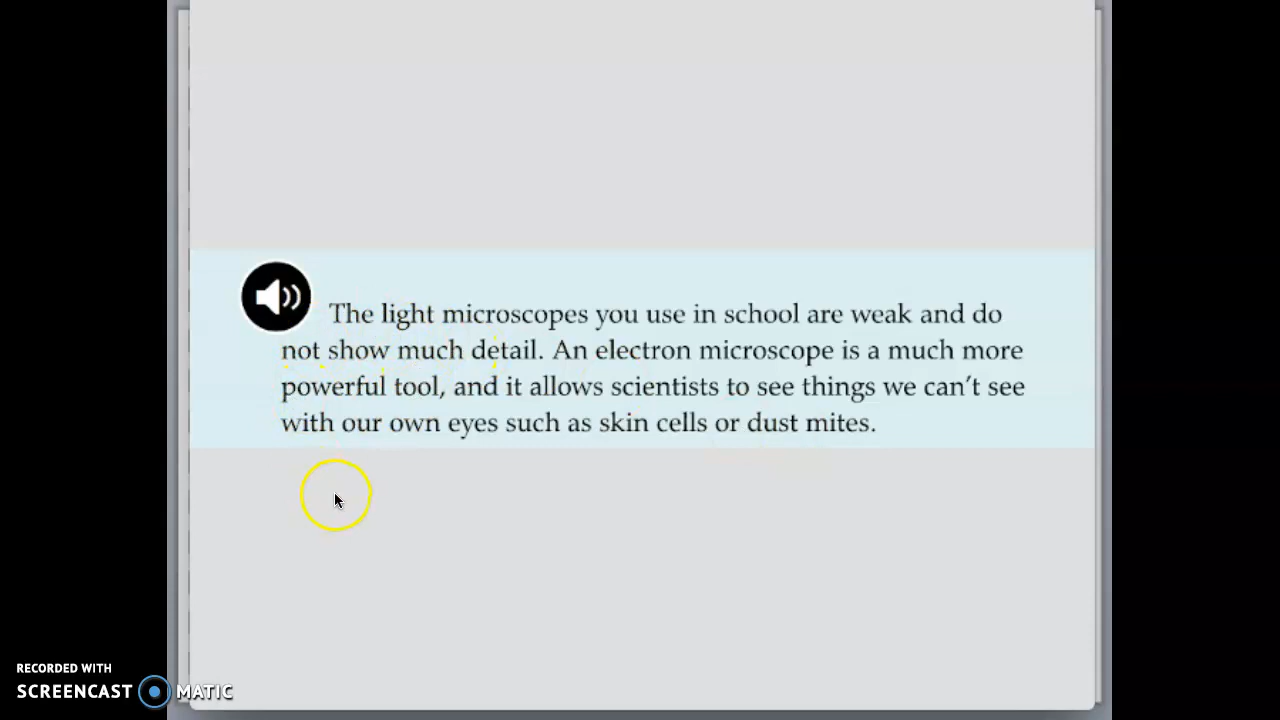 The light microscopes you use in school are weak and do
not show much detail. An electron microscope is a much more
powerful tool, and it allows scientists to see things we can't see
with our own eyes such as skin cells or dust mites.
RECORDED WITH
SCREENCAST MATIC